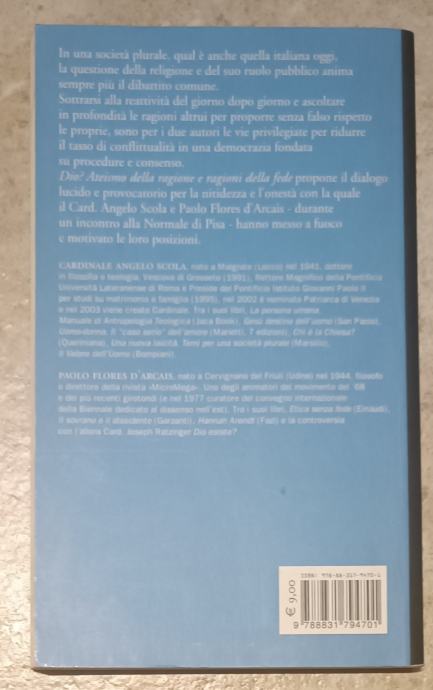 In una società plurale, qual è anche quella italiana oggi,
la questione della religione e del suo ruolo pubblico anima
sempre più il dibattito comune.
Sottrarsi alla reattività del giorno dopo giorno e ascoltare
in profondità le ragioni altrui per proporre senza falso rispetto
le proprie, sono per i due autori le vie privilegiate per ridurre
il tasso di conflittualità in una democrazia fondata
su procedure e consenso.
Dio? Ateismo della ragione e ragioni della fede propone il dialogo
lucido e provocatorio per la nitidezza e l'onestà con la quale
il Card. Angelo Scola e Paolo Flores d'Arcais - durante
un incontro alla Normale di Pisa - hanno messo a fuoco
e motivato le loro posizioni.
CARDINALE ANGELO SCOLA, nato a Malgrate (Lecco) nel 1941, dottore
in filosofia e teologia, Vescovo di Grosseto (1991), Rettore Magnifico della Pontificia
Università Lateranense di Roma e Preside del Pontificio Istituto Giovanni Paolo II
per studi su matrimonio e famiglia (1995), nel 2002 è nominato Patriarca di Venezia
e nel 2003 viene creato Cardinale. Tra i suoi libri, La persona umana.
Manuale di Antropologia Teologica (Jaca Book), Gesù destino dell'uomo (San Paolo),
Uomo-donna. Il "caso serio" dell'amore (Marietti, 7 edizioni), Chi è la Chiesa?
(Queriniana), Una nuova laicità. Temi per una società plurale (Marsilio),
Il Valore dell'Uomo (Bompiani).
PAOLO FLORES D'ARCAIS, nato a Cervignano del Friuli (Udine) nel 1944, filosofo
e direttore della rivista «MicroMega». Uno degli animatori del movimento del '68
e dei più recenti girotondi (e nel 1977 curatore del convegno internazionale
della Biennale dedicato al dissenso nell'est). Tra i suoi libri, Etica senza fede (Einaudi),
Il sovrano e il dissidente (Garzanti), Hannah Arendt (Fazi) e la controversia
con l'allora Card. Joseph Ratzinger Dio esiste?
ISBN: 978-88-317-9470-1
€ 9,00
9 788831 794701